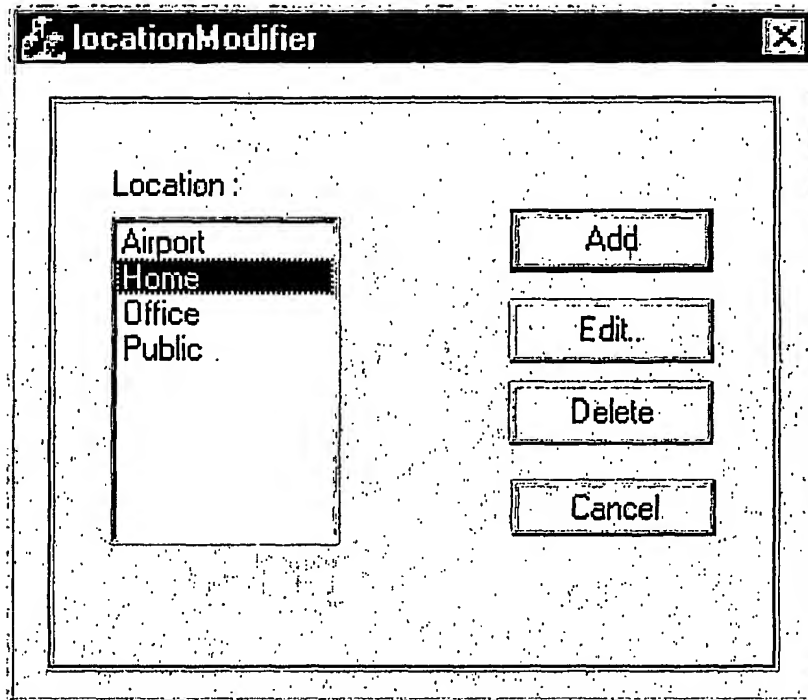 locationModifier
Location :
Airport
Home
Office
Public
Add
Edit..
Delete
Cancel